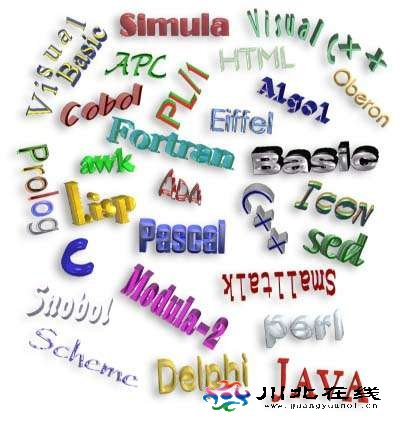 Simula
Visual C++
Visual Basic
APL
HTML
Oberon
Cobol
PL/1
Algol
Eiffel
Fortran
Basic
Prolog
awk
ADA
Lisp
C++
Icon
Pascal
sed
C
Smalltalk
Modula-2
Snobol
perl
Scheme
Delphi
JAVA
川北在线
www.guangyuanol.cn